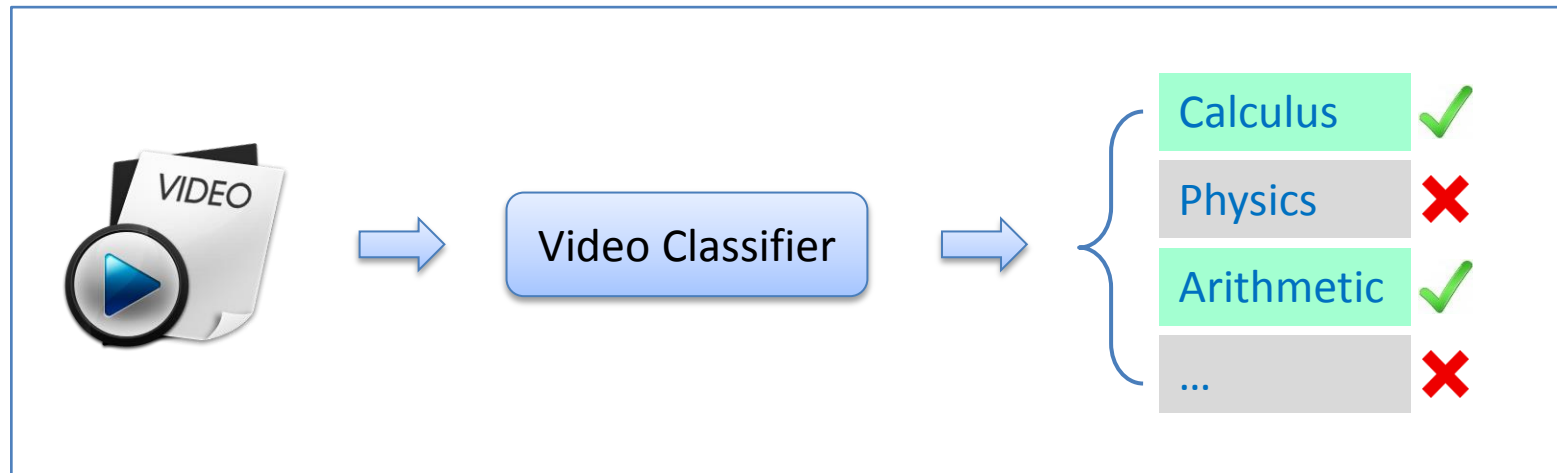 VIDEO
Video Classifier
Calculus
Physics
Arithmetic
...